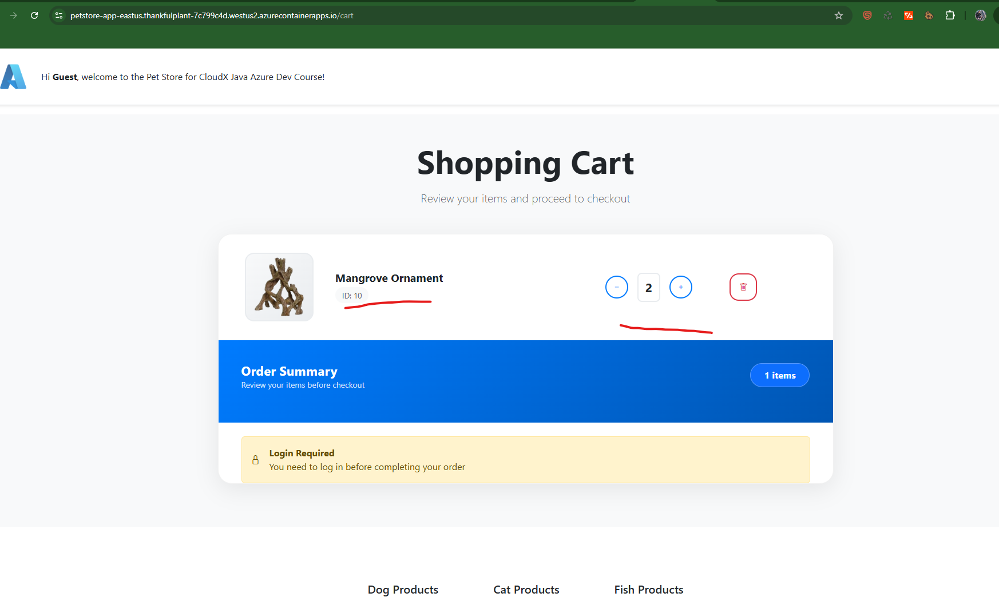 petstore-app-eastus.thankfulplant-7c799c4d.westus2.azurecontainerapps.io/cart
Hi Guest, welcome to the Pet Store for CloudX Java Azure Dev Course!
Shopping Cart
Review your items and proceed to checkout
Mangrove Ornament
ID: 10
− 2 +
Order Summary
Review your items before checkout
1 items
Login Required
You need to log in before completing your order
Dog Products Cat Products Fish Products